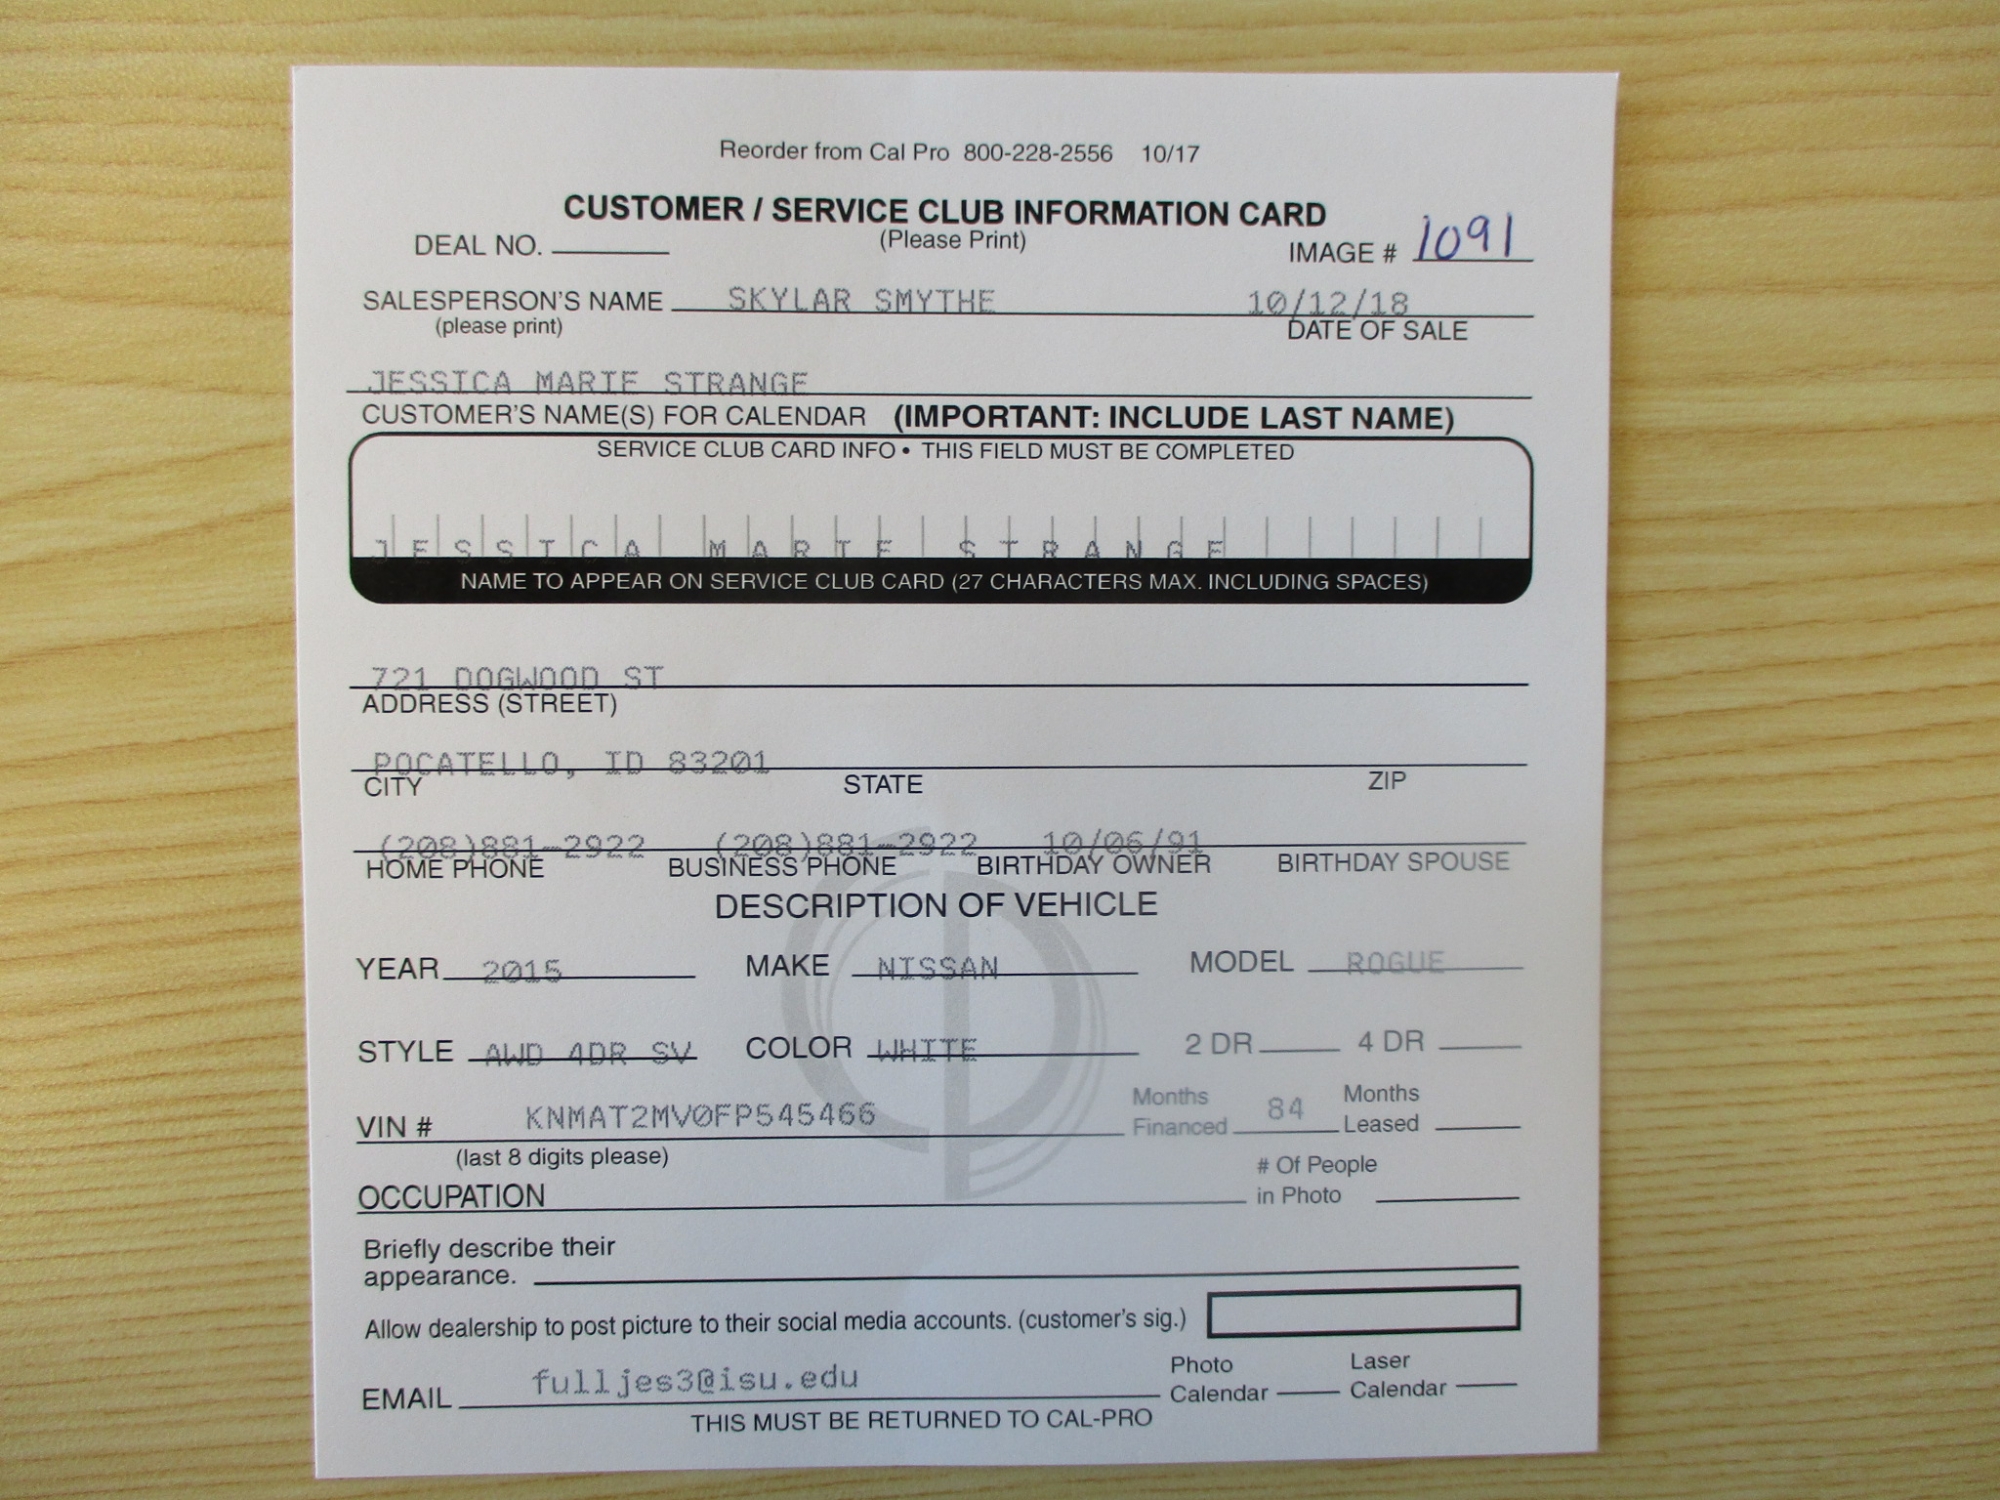 Reorder from Cal Pro 800-228-2556 10/17
CUSTOMER / SERVICE CLUB INFORMATION CARD
DEAL NO. (Please Print) IMAGE # 1091
SALESPERSON'S NAME SKYLAR SMYTHE 10/12/18
(please print) DATE OF SALE
JESSICA MARIE STRANGE
CUSTOMER'S NAME(S) FOR CALENDAR (IMPORTANT: INCLUDE LAST NAME)
SERVICE CLUB CARD INFO • THIS FIELD MUST BE COMPLETED
JESSICA MARIE STRANGE
NAME TO APPEAR ON SERVICE CLUB CARD (27 CHARACTERS MAX. INCLUDING SPACES)
721 DOGWOOD ST
ADDRESS (STREET)
POCATELLO, ID 83201
CITY STATE ZIP
(208)881-2922 (208)881-2922 10/06/91
HOME PHONE BUSINESS PHONE BIRTHDAY OWNER BIRTHDAY SPOUSE
DESCRIPTION OF VEHICLE
YEAR 2015 MAKE NISSAN MODEL ROGUE
STYLE AWD 4DR SV COLOR WHITE 2 DR 4 DR
VIN # KNMAT2MV0FP545466 Months Financed 84 Months Leased
(last 8 digits please)
OCCUPATION # Of People in Photo
Briefly describe their
appearance.
Allow dealership to post picture to their social media accounts. (customer's sig.)
EMAIL fulljes3@isu.edu Photo Calendar Laser Calendar
THIS MUST BE RETURNED TO CAL-PRO